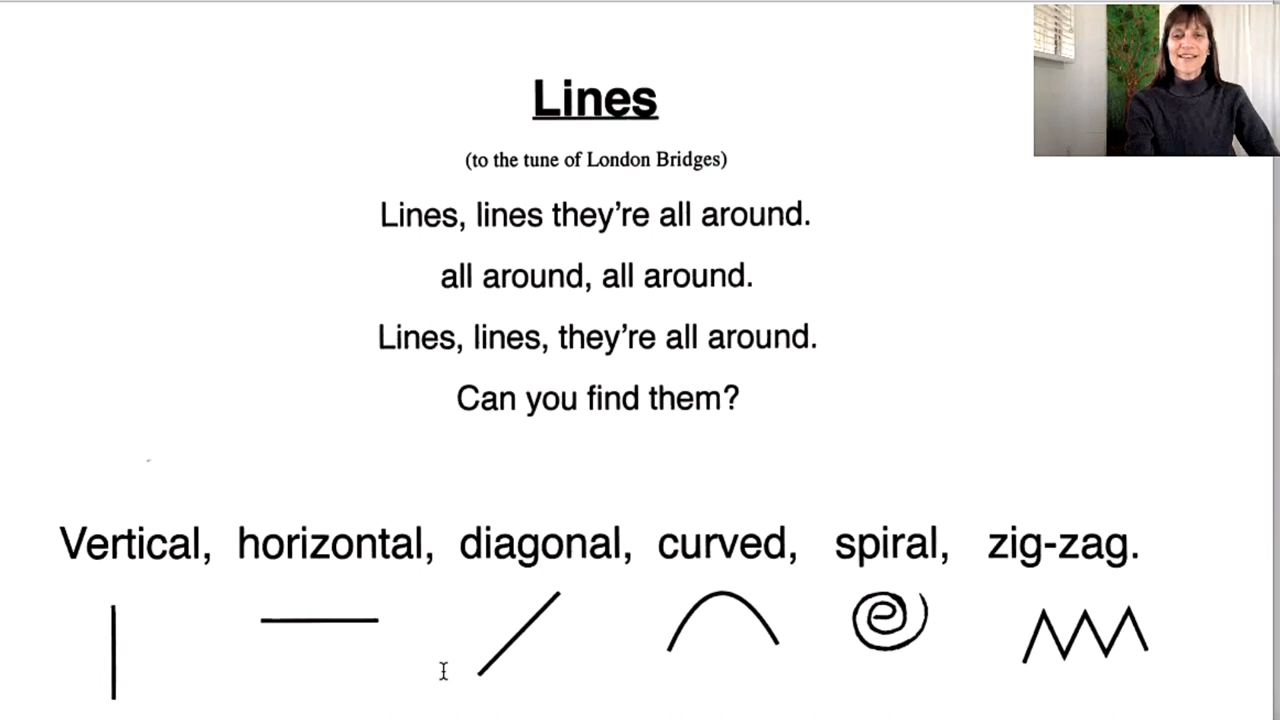 Lines
(to the tune of London Bridges)
Lines, lines they’re all around.
all around, all around.
Lines, lines, they’re all around.
Can you find them?
Vertical, horizontal, diagonal, curved, spiral, zig-zag.